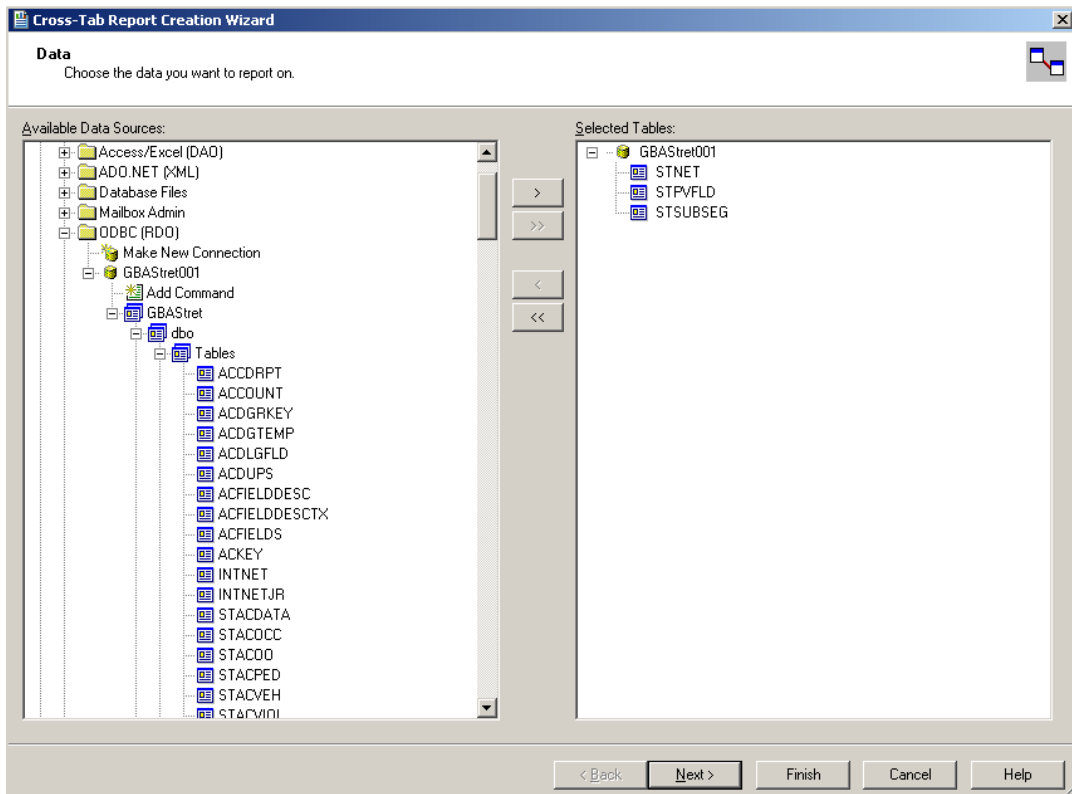 Cross-Tab Report Creation Wizard
Data
Choose the data you want to report on.
Available Data Sources:
Access/Excel (DAO)
ADO.NET (XML)
Database Files
Mailbox Admin
ODBC (RDO)
Make New Connection
GBAStret001
Add Command
GBAStret
dbo
Tables
ACCDRPT
ACCOUNT
ACDGRKEY
ACDGTEMP
ACDLGFLD
ACDUPS
ACFIELDDESC
ACFIELDDESCTX
ACFIELDS
ACKEY
INTNET
INTNETJR
STACDATA
STACOCC
STACOO
STACPED
STACVEH
STACVIOL
>
>>
<
<<
Selected Tables:
GBAStret001
STNET
STPVFLD
STSUBSEG
< Back
Next >
Finish
Cancel
Help